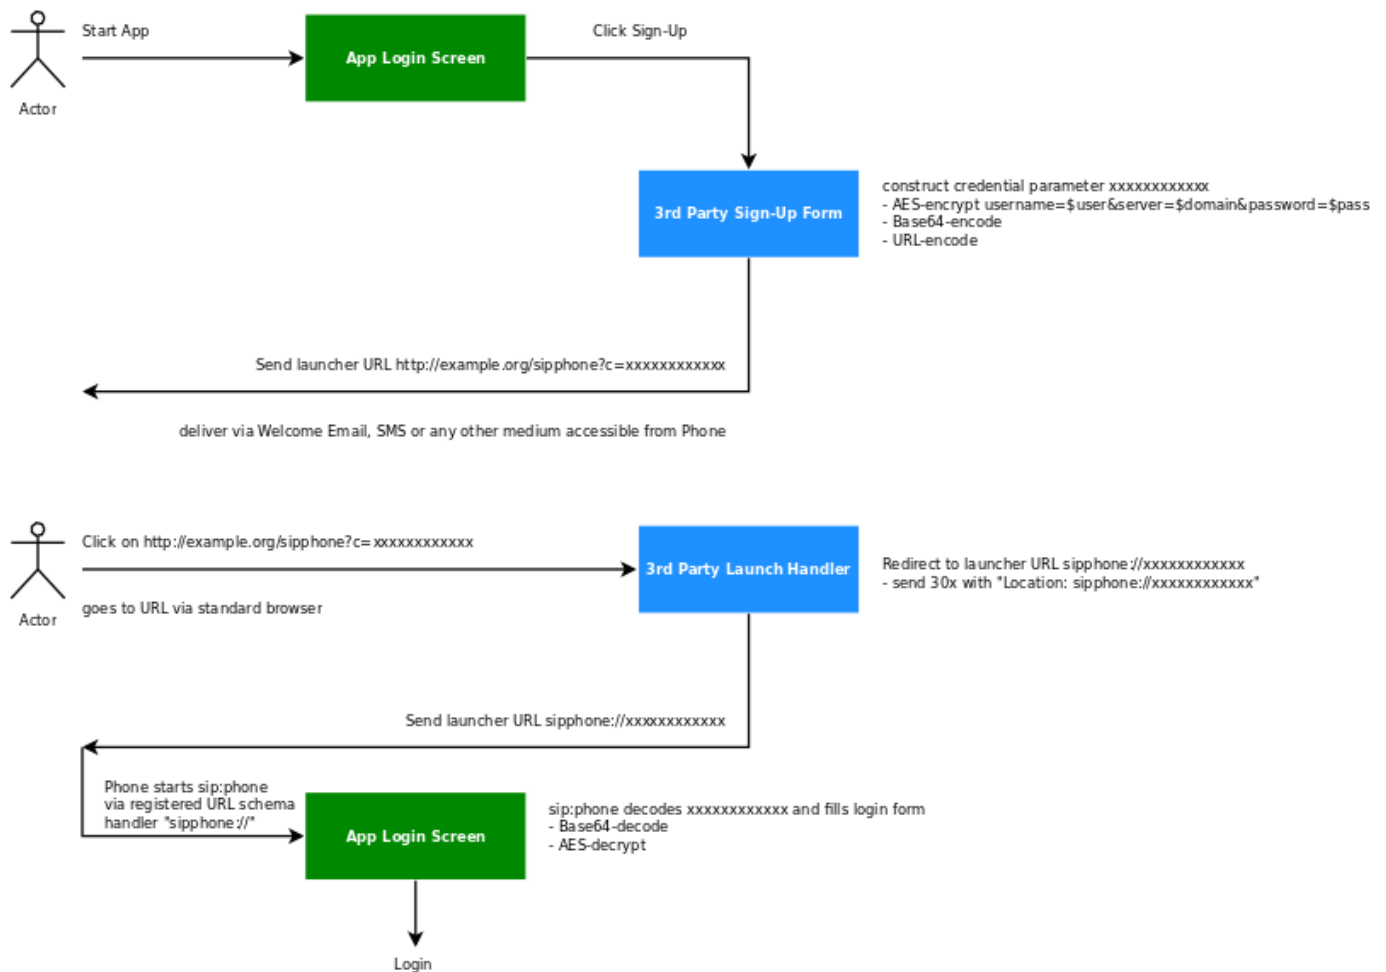 Start App
Click Sign-Up
App Login Screen
Actor
3rd Party Sign-Up Form
construct credential parameter xxxxxxxxxxxx
- AES-encrypt username=$user&server=$domain&password=$pass
- Base64-encode
- URL-encode
Send launcher URL http://example.org/sipphone?c=xxxxxxxxxxxx
deliver via Welcome Email, SMS or any other medium accessible from Phone
Click on http://example.org/sipphone?c=xxxxxxxxxxxx
3rd Party Launch Handler
Redirect to launcher URL sipphone://xxxxxxxxxxxx
- send 30x with "Location: sipphone://xxxxxxxxxxxx"
goes to URL via standard browser
Actor
Send launcher URL sipphone://xxxxxxxxxxxx
Phone starts sip:phone
via registered URL schema
handler "sipphone://"
App Login Screen
sip:phone decodes xxxxxxxxxxxx and fills login form
- Base64-decode
- AES-decrypt
Login